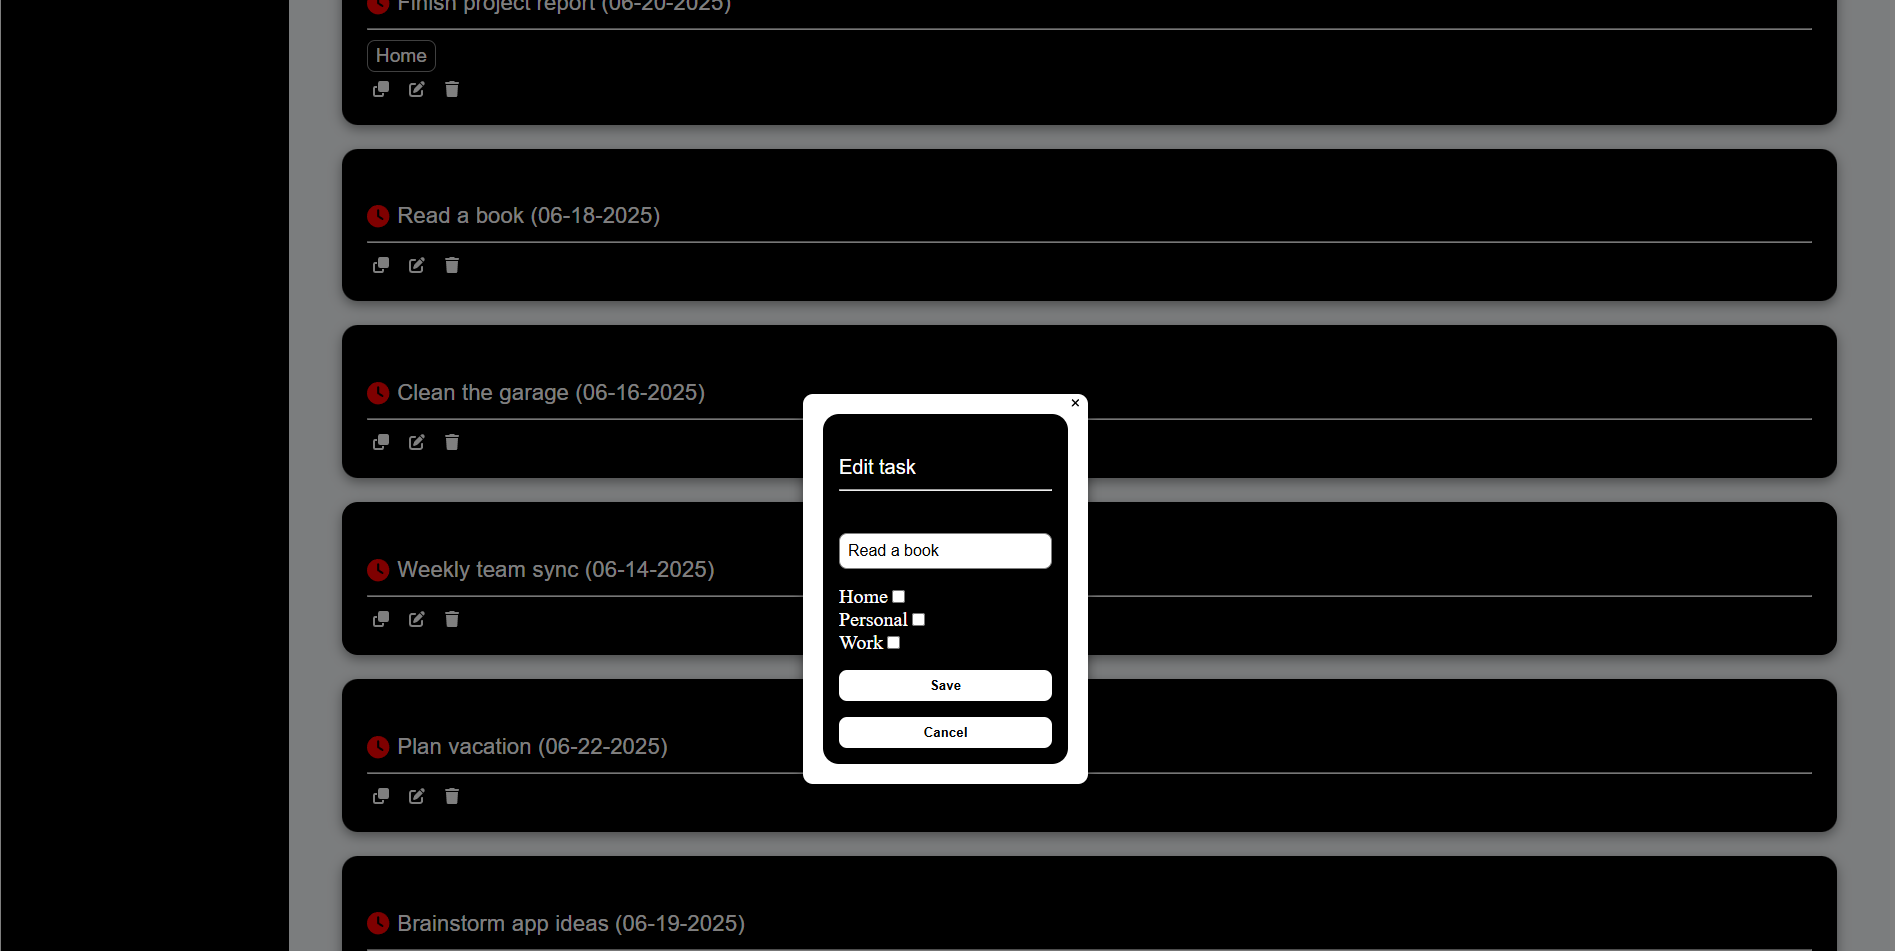 Finish project report (06-20-2025)
Home
Read a book (06-18-2025)
Clean the garage (06-16-2025)
×
Edit task
Read a book
Home
Personal
Work
Save
Cancel
Weekly team sync (06-14-2025)
Plan vacation (06-22-2025)
Brainstorm app ideas (06-19-2025)